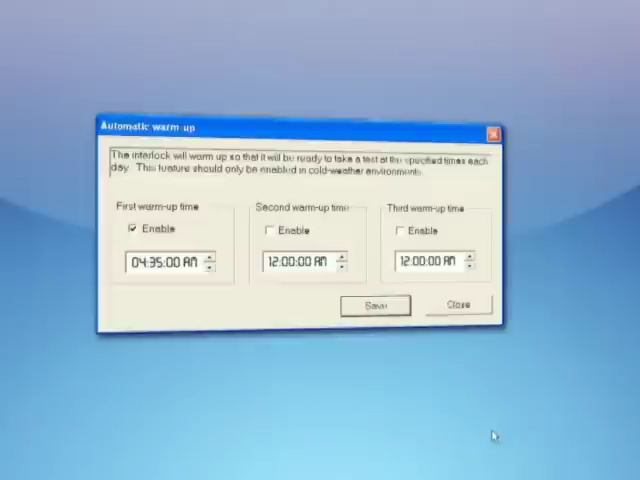 Automatic warm-up
The interlock will warm up so that it will be ready to take a test at the specified times each
day. This feature should only be enabled in cold-weather environments.
First warm-up time
Second warm-up time
Third warm-up time
Enable
Enable
Enable
04:35:00 AM
12:00:00 AM
12:00:00 AM
Save
Close